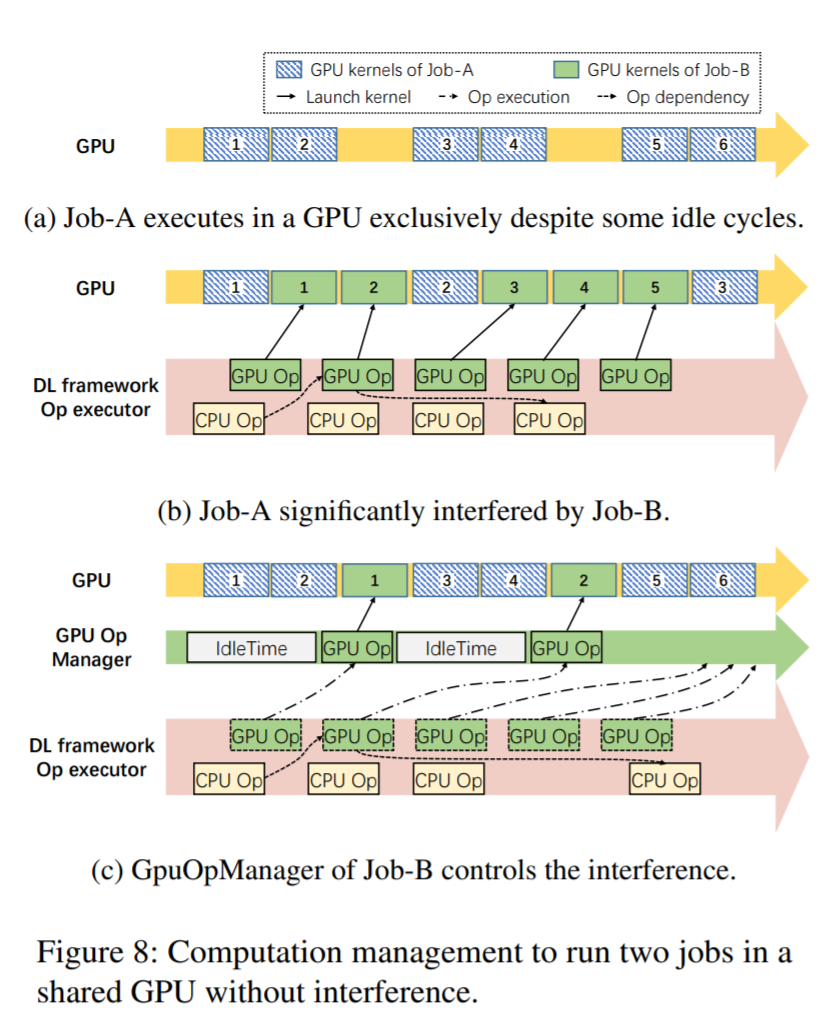 GPU kernels of Job-A GPU kernels of Job-B
Launch kernel Op execution Op dependency
GPU 1 2 3 4 5 6
(a) Job-A executes in a GPU exclusively despite some idle cycles.
GPU 1 1 2 2 3 4 5 3
DL framework
Op executor
GPU Op GPU Op GPU Op GPU Op GPU Op
CPU Op CPU Op CPU Op CPU Op
(b) Job-A significantly interfered by Job-B.
GPU 1 2 1 3 4 2 5 6
GPU Op
Manager
IdleTime GPU Op IdleTime GPU Op
DL framework
Op executor
GPU Op GPU Op GPU Op GPU Op GPU Op
CPU Op CPU Op CPU Op CPU Op
(c) GpuOpManager of Job-B controls the interference.
Figure 8: Computation management to run two jobs in a
shared GPU without interference.